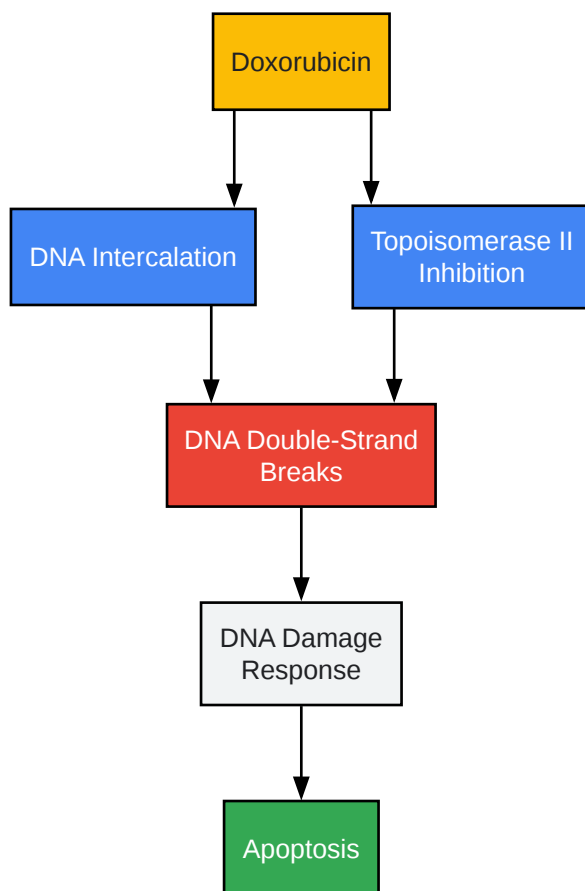 Doxorubicin
DNA Intercalation
Topoisomerase II
Inhibition
DNA Double-Strand
Breaks
DNA Damage
Response
Apoptosis